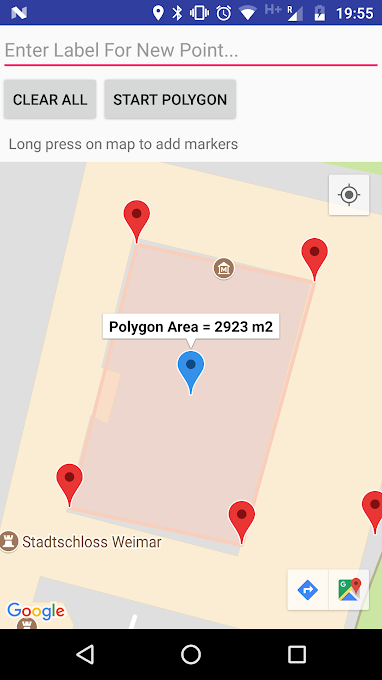 19:55
Enter Label For New Point...
CLEAR ALL
START POLYGON
Long press on map to add markers
Polygon Area = 2923 m2
Stadtschloss Weimar
Google